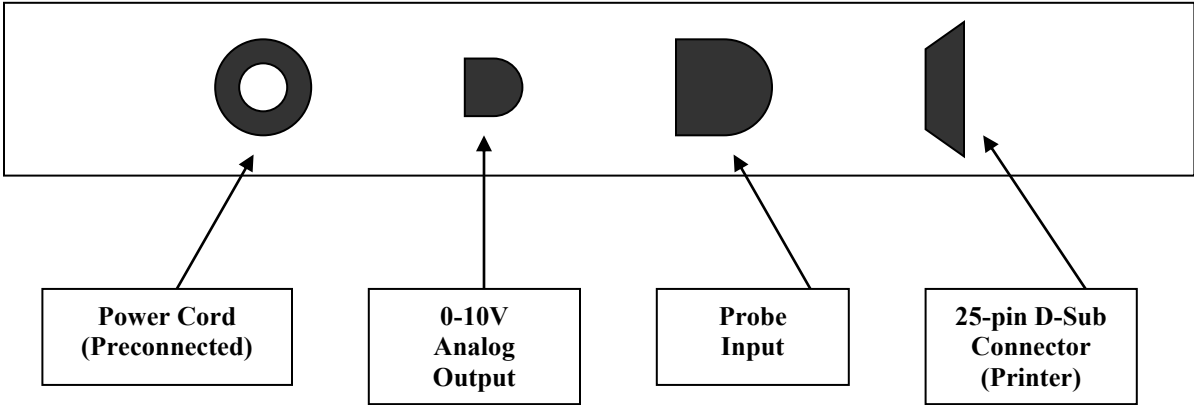 Power Cord
(Preconnected)
0-10V
Analog
Output
Probe
Input
25-pin D-Sub
Connector
(Printer)